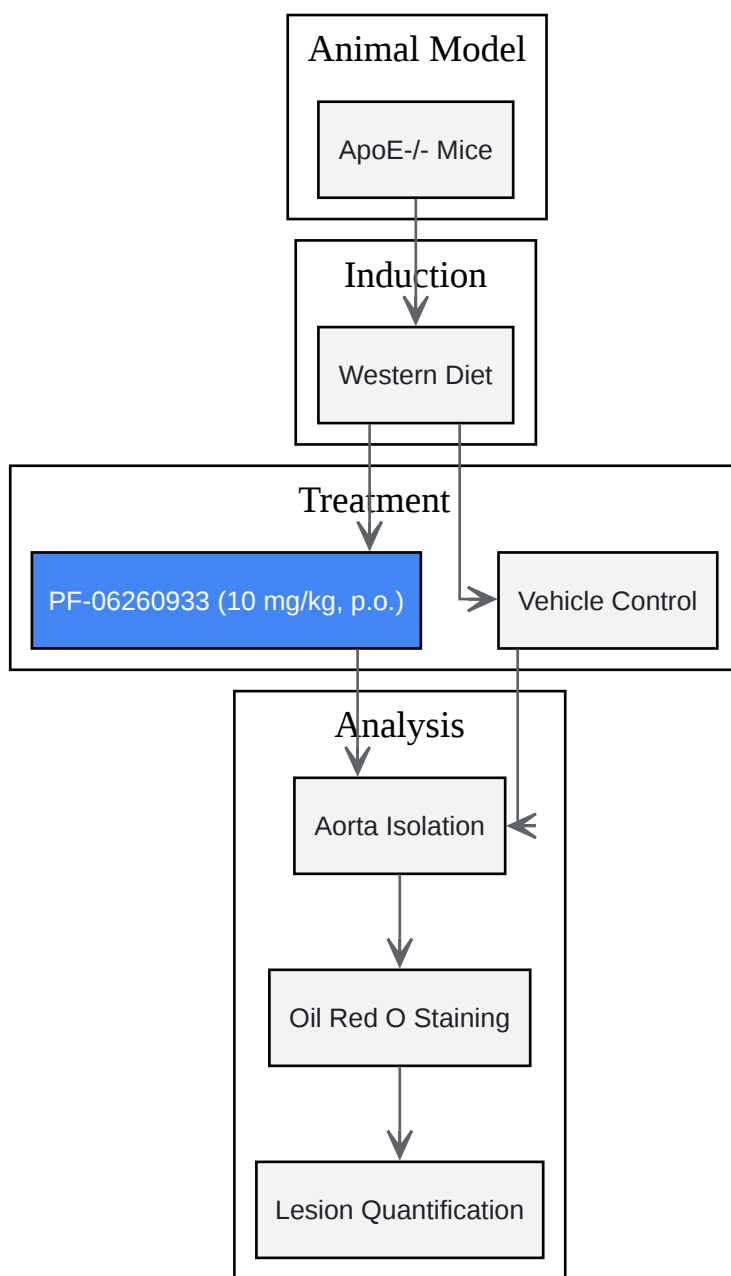 Animal Model
ApoE-/- Mice
Induction
Western Diet
Treatment
PF-06260933 (10 mg/kg, p.o.)
Vehicle Control
Analysis
Aorta Isolation
Oil Red O Staining
Lesion Quantification